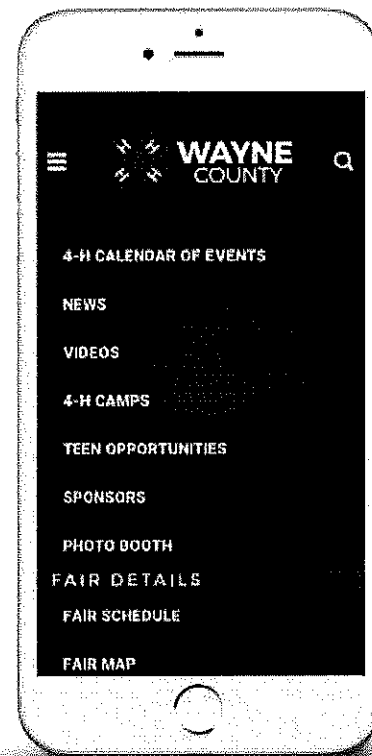 WAYNE
COUNTY
4-H CALENDAR OF EVENTS
NEWS
VIDEOS
4-H CAMPS
TEEN OPPORTUNITIES
SPONSORS
PHOTO BOOTH
FAIR DETAILS
FAIR SCHEDULE
FAIR MAP